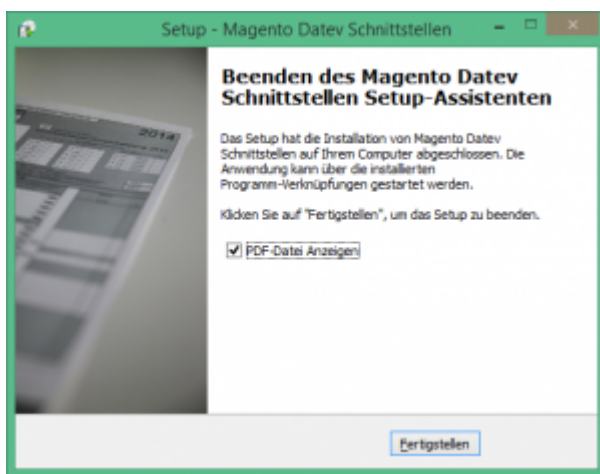 Setup - Magento Datev Schnittstellen
2014
Beenden des Magento Datev
Schnittstellen Setup-Assistenten
Das Setup hat die Installation von Magento Datev
Schnittstellen auf Ihrem Computer abgeschlossen. Die
Anwendung kann über die installierten
Programm-Verknüpfungen gestartet werden.
Klicken Sie auf "Fertigstellen", um das Setup zu beenden.
PDF-Datei Anzeigen
Fertigstellen